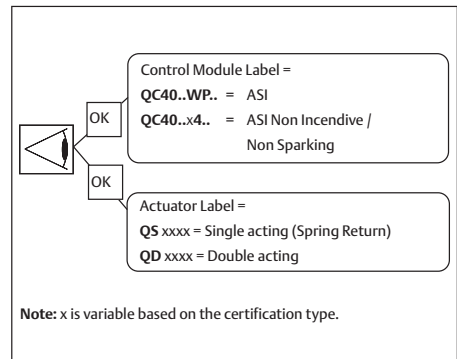 Control Module Label =
QC40..WP.. = ASI
QC40..x4.. = ASI Non Incendive /
Non Sparking
OK
OK
Actuator Label =
QS xxxx = Single acting (Spring Return)
QD xxxx = Double acting
Note: x is variable based on the certification type.